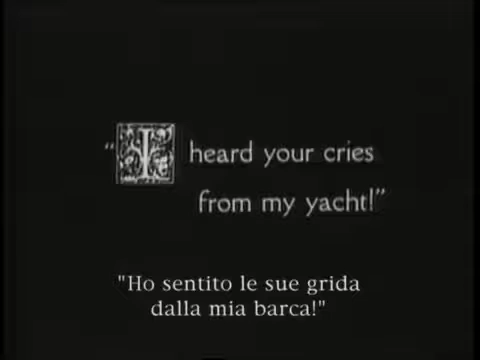 "I heard your cries
from my yacht!"
"Ho sentito le sue grida
dalla mia barca!"